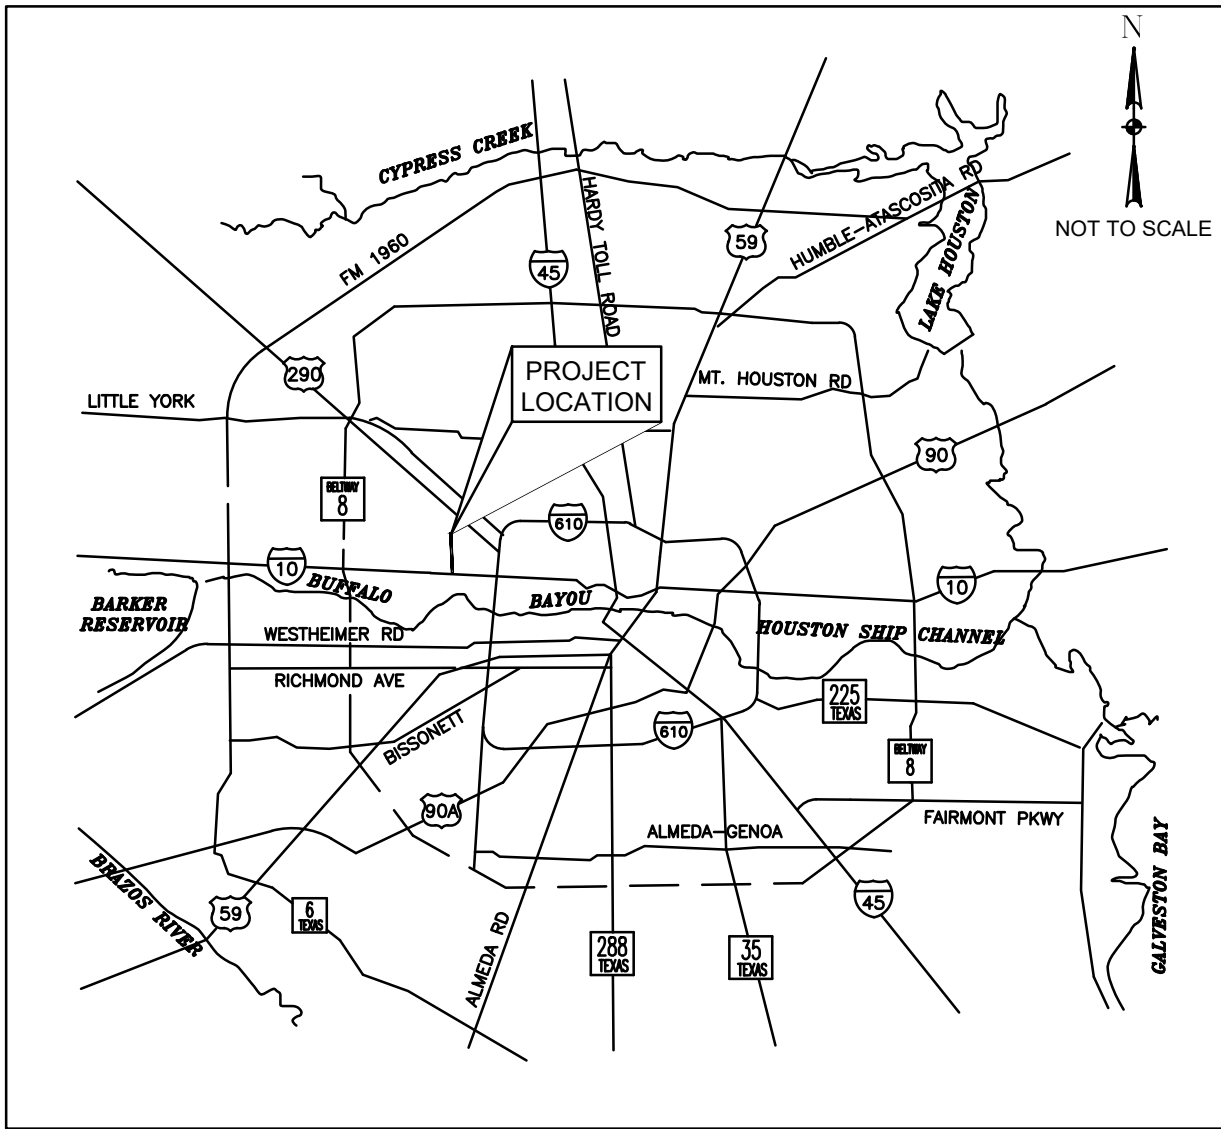 N
NOT TO SCALE
CYPRESS CREEK
HUMBLE-ATASCOSITA RD
HARDY TOLL ROAD
FM 1960
59
45
LAKE HOUSTON
PROJECT
LOCATION
290
MT. HOUSTON RD
LITTLE YORK
90
BELTWAY
8
610
10
BUFFALO
BAYOU
10
BARKER
RESERVOIR
WESTHEIMER RD
HOUSTON SHIP CHANNEL
RICHMOND AVE
225
TEXAS
BISSONETT
610
BELTWAY
8
90A
ALMEDA-GENOA
FAIRMONT PKWY
BRAZOS RIVER
59
6
TEXAS
ALMEDA RD
288
TEXAS
35
TEXAS
45
GALVESTON BAY